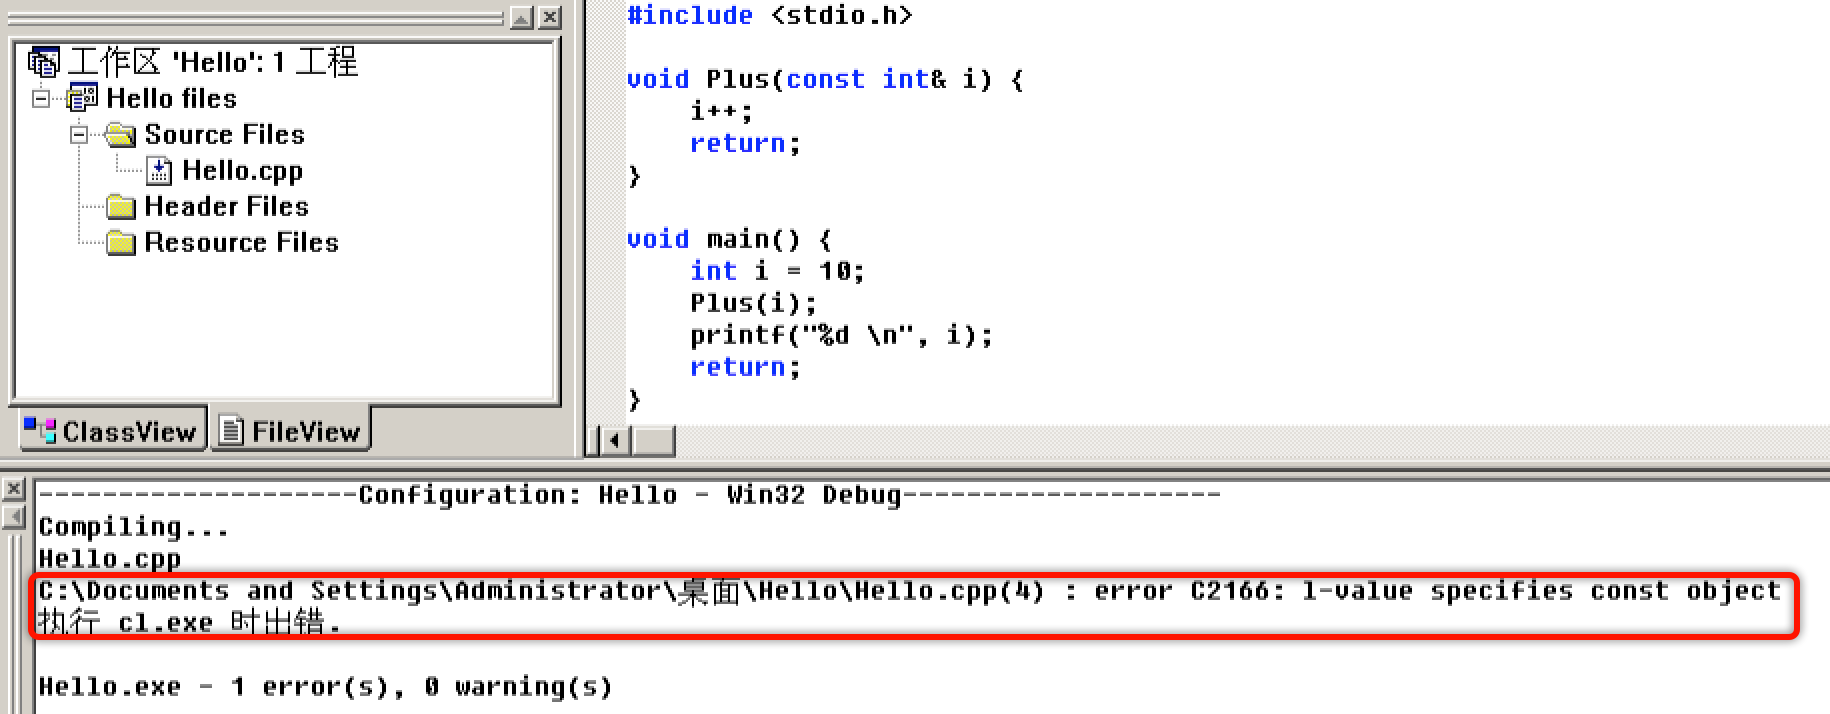 工作区 'Hello': 1 工程
Hello files
Source Files
Hello.cpp
Header Files
Resource Files
ClassView
FileView
#include <stdio.h>
void Plus(const int& i) {
i++;
return;
}
void main() {
int i = 10;
Plus(i);
printf("%d \n", i);
return;
}
--------------------Configuration: Hello - Win32 Debug--------------------
Compiling...
Hello.cpp
C:\Documents and Settings\Administrator\桌面\Hello\Hello.cpp(4) : error C2166: l-value specifies const object
执行 cl.exe 时出错.
Hello.exe - 1 error(s), 0 warning(s)